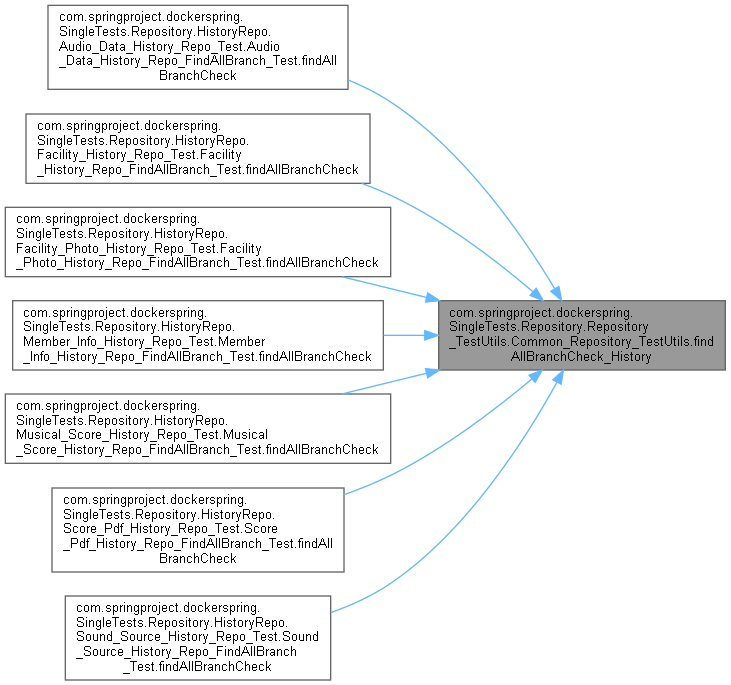 com.springproject.dockerspring.
SingleTests.Repository.HistoryRepo.
Audio_Data_History_Repo_Test.Audio
_Data_History_Repo_FindAllBranch_Test.findAll
BranchCheck
com.springproject.dockerspring.
SingleTests.Repository.HistoryRepo.
Facility_History_Repo_Test.Facility
_History_Repo_FindAllBranch_Test.findAllBranchCheck
com.springproject.dockerspring.
SingleTests.Repository.HistoryRepo.
Facility_Photo_History_Repo_Test.Facility
_Photo_History_Repo_FindAllBranch_Test.findAllBranchCheck
com.springproject.dockerspring.
SingleTests.Repository.HistoryRepo.
Member_Info_History_Repo_Test.Member
_Info_History_Repo_FindAllBranch_Test.findAllBranchCheck
com.springproject.dockerspring.
SingleTests.Repository.Repository
_TestUtils.Common_Repository_TestUtils.find
AllBranchCheck_History
com.springproject.dockerspring.
SingleTests.Repository.HistoryRepo.
Musical_Score_History_Repo_Test.Musical
_Score_History_Repo_FindAllBranch_Test.findAllBranchCheck
com.springproject.dockerspring.
SingleTests.Repository.HistoryRepo.
Score_Pdf_History_Repo_Test.Score
_Pdf_History_Repo_FindAllBranch_Test.findAll
BranchCheck
com.springproject.dockerspring.
SingleTests.Repository.HistoryRepo.
Sound_Source_History_Repo_Test.Sound
_Source_History_Repo_FindAllBranch
_Test.findAllBranchCheck